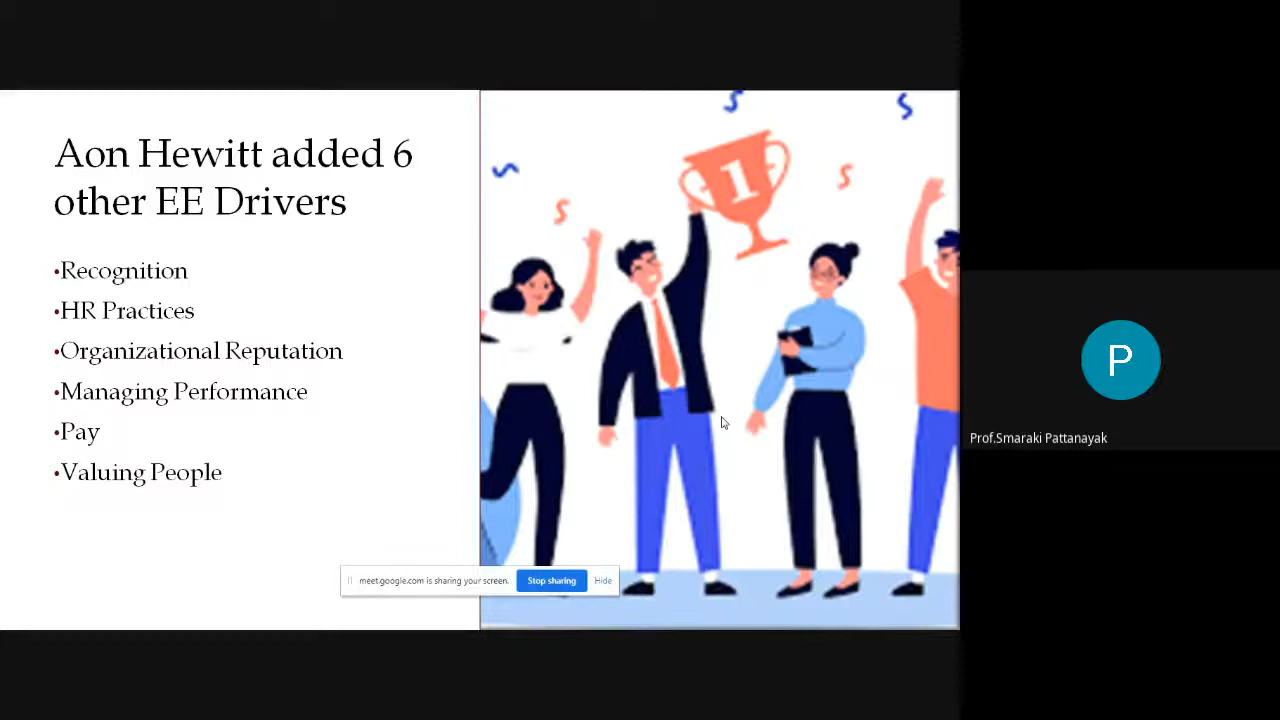 Aon Hewitt added 6
other EE Drivers
•Recognition
•HR Practices
•Organizational Reputation
•Managing Performance
•Pay
•Valuing People
1
meet.google.com is sharing your screen.
Stop sharing
Hide
P
Prof.Smaraki Pattanayak